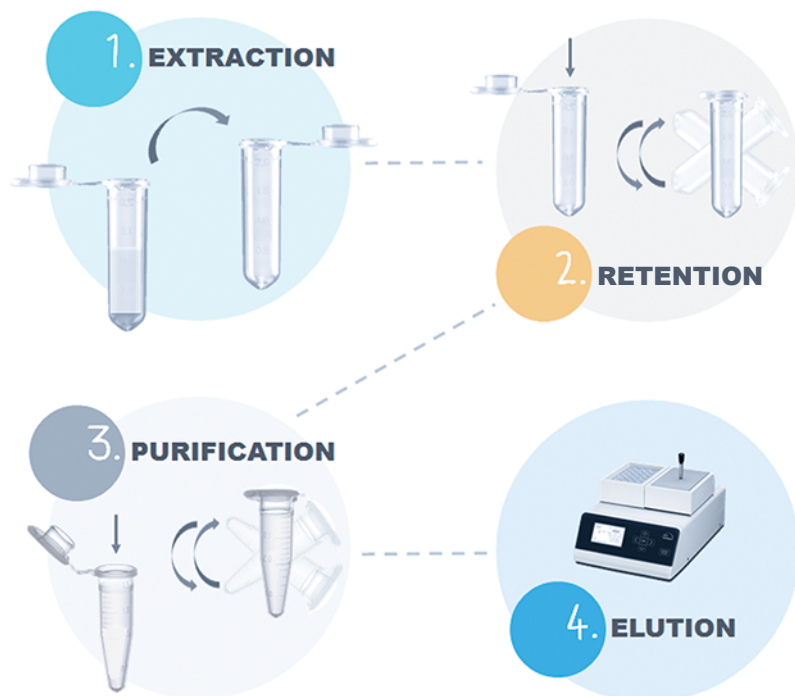 1. EXTRACTION
2. RETENTION
3. PURIFICATION
4. ELUTION